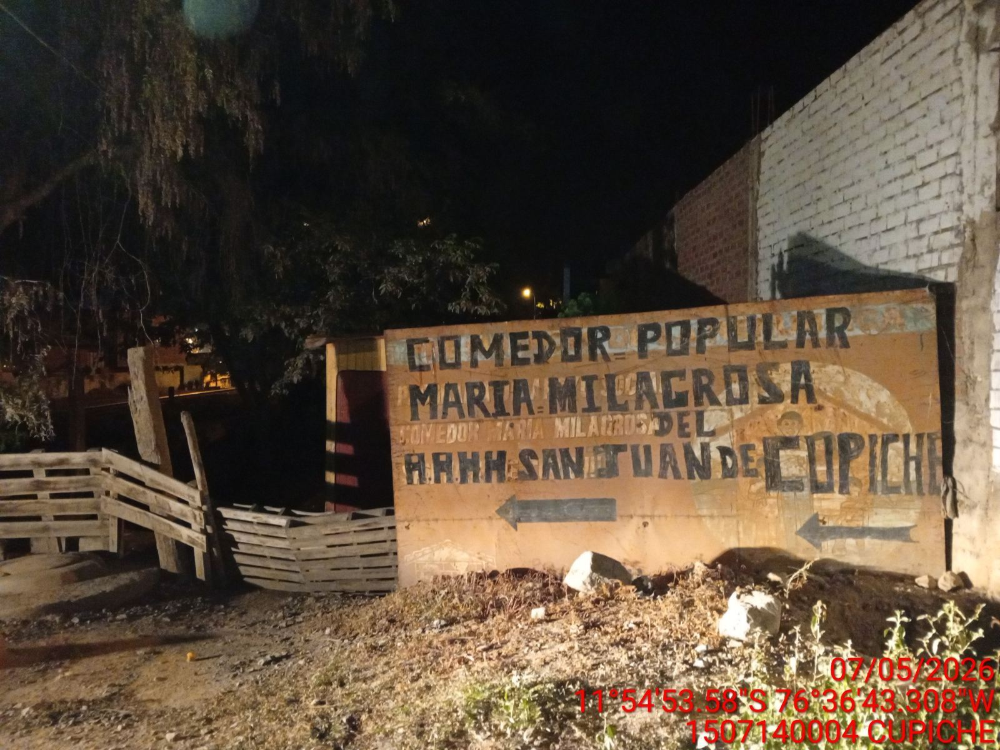 COMEDOR POPULAR
MARIA MILAGROSA
COMEDOR MARIA MILAGROSA
DEL
A.A.H.H. SAN JUAN DE CUPICHE
07/05/2026
11°54'53.58"S 76°36'43.308"W
1507140004 CUPICHE